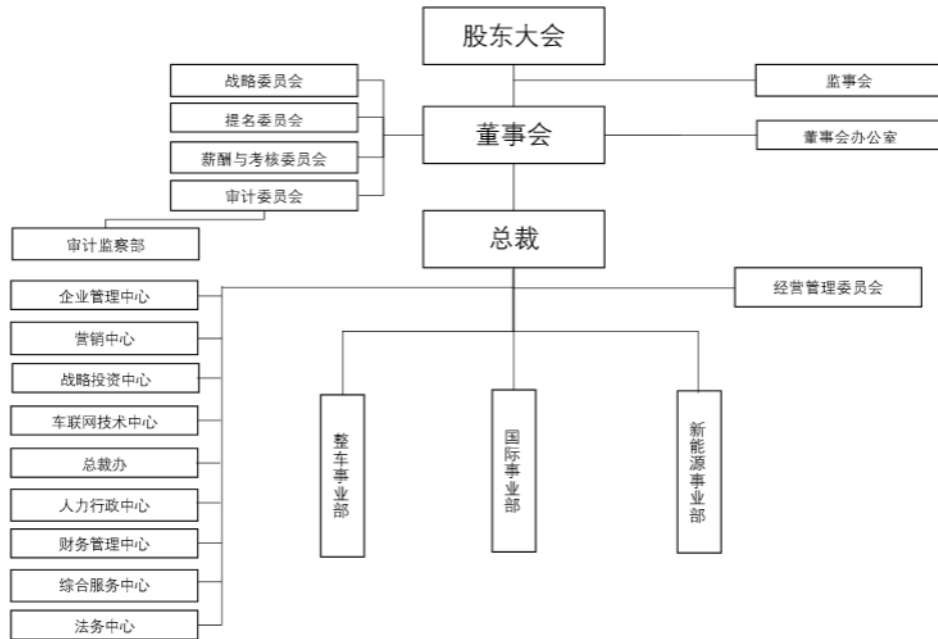 股东大会
战略委员会
监事会
提名委员会
董事会
董事会办公室
薪酬与考核委员会
审计委员会
总裁
审计监察部
经营管理委员会
企业管理中心
营销中心
战略投资中心
车联网技术中心
总裁办
人力行政中心
财务管理中心
综合服务中心
法务中心
整车事业部
国际事业部
新能源事业部